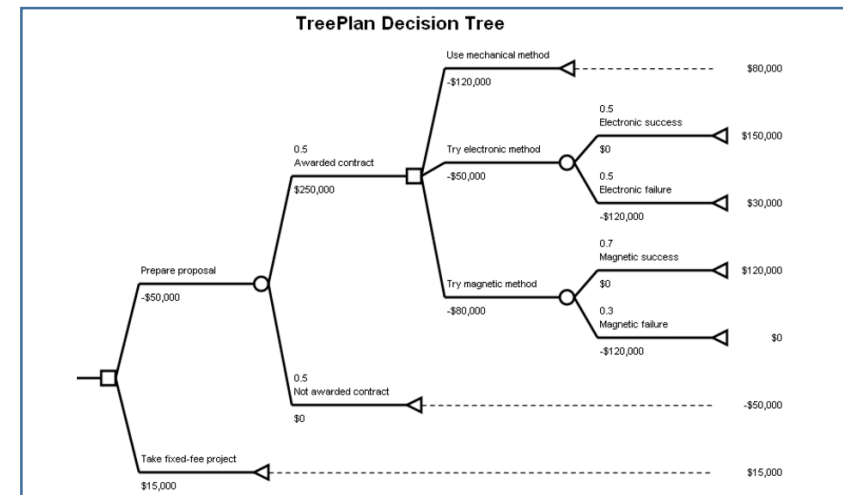 TreePlan Decision Tree
Use mechanical method
$80,000
-$120,000
0.5
Electronic success
$150,000
0.5
Try electronic method
$0
Awarded contract
-$50,000
0.5
$250,000
Electronic failure
$30,000
-$120,000
0.7
Magnetic success
Prepare proposal
$120,000
-$50,000
Try magnetic method
$0
-$80,000
0.3
Magnetic failure
$0
-$120,000
0.5
Not awarded contract
-$50,000
$0
Take fixed-fee project
$15,000
$15,000